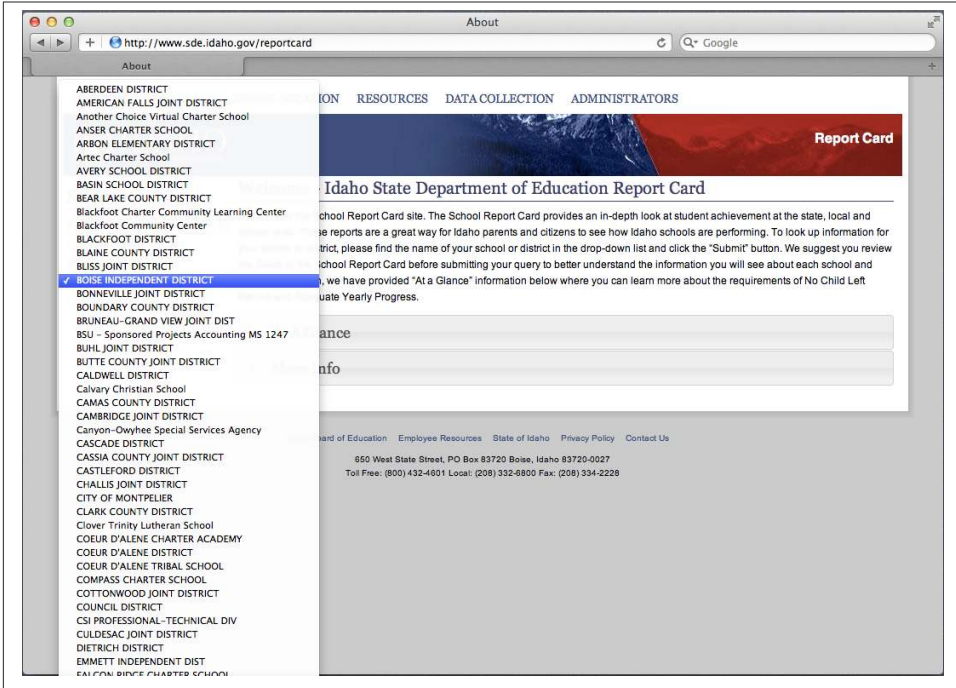 About
http://www.sde.idaho.gov/reportcard
Google
About
ABERDEEN DISTRICT
AMERICAN FALLS JOINT DISTRICT
Another Choice Virtual Charter School
ANSER CHARTER SCHOOL
ARBON ELEMENTARY DISTRICT
Artec Charter School
AVERY SCHOOL DISTRICT
BASIN SCHOOL DISTRICT
BEAR LAKE COUNTY DISTRICT
Blackfoot Charter Community Learning Center
Blackfoot Community Center
BLACKFOOT DISTRICT
BLAINE COUNTY DISTRICT
BLISS JOINT DISTRICT
✓ BOISE INDEPENDENT DISTRICT
BONNEVILLE JOINT DISTRICT
BOUNDARY COUNTY DISTRICT
BRUNEAU-GRAND VIEW JOINT DIST
BSU - Sponsored Projects Accounting MS 1247
BUHL JOINT DISTRICT
BUTTE COUNTY JOINT DISTRICT
CALDWELL DISTRICT
Calvary Christian School
CAMAS COUNTY DISTRICT
CAMBRIDGE JOINT DISTRICT
Canyon-Owyhee Special Services Agency
CASCADE DISTRICT
CASSIA COUNTY JOINT DISTRICT
CASTLEFORD DISTRICT
CHALLIS JOINT DISTRICT
CITY OF MONTPELIER
CLARK COUNTY DISTRICT
Clover Trinity Lutheran School
COEUR D'ALENE CHARTER ACADEMY
COEUR D'ALENE DISTRICT
COEUR D'ALENE TRIBAL SCHOOL
COMPASS CHARTER SCHOOL
COTTONWOOD JOINT DISTRICT
COUNCIL DISTRICT
CSI PROFESSIONAL-TECHNICAL DIV
CULDESAC JOINT DISTRICT
DIETRICH DISTRICT
EMMETT INDEPENDENT DIST
FALCON RIDGE CHARTER SCHOOL
ION RESOURCES DATA COLLECTION ADMINISTRATORS
Report Card
- Idaho State Department of Education Report Card
chool Report Card site. The School Report Card provides an in-depth look at student achievement at the state, local and
se reports are a great way for Idaho parents and citizens to see how Idaho schools are performing. To look up information for
trict, please find the name of your school or district in the drop-down list and click the "Submit" button. We suggest you review
chool Report Card before submitting your query to better understand the information you will see about each school and
, we have provided "At a Glance" information below where you can learn more about the requirements of No Child Left
uate Yearly Progress.
ance
nfo
ard of Education Employee Resources State of Idaho Privacy Policy Contact Us
650 West State Street, PO Box 83720 Boise, Idaho 83720-0027
Toll Free: (800) 432-4601 Local: (208) 332-6800 Fax: (208) 334-2228